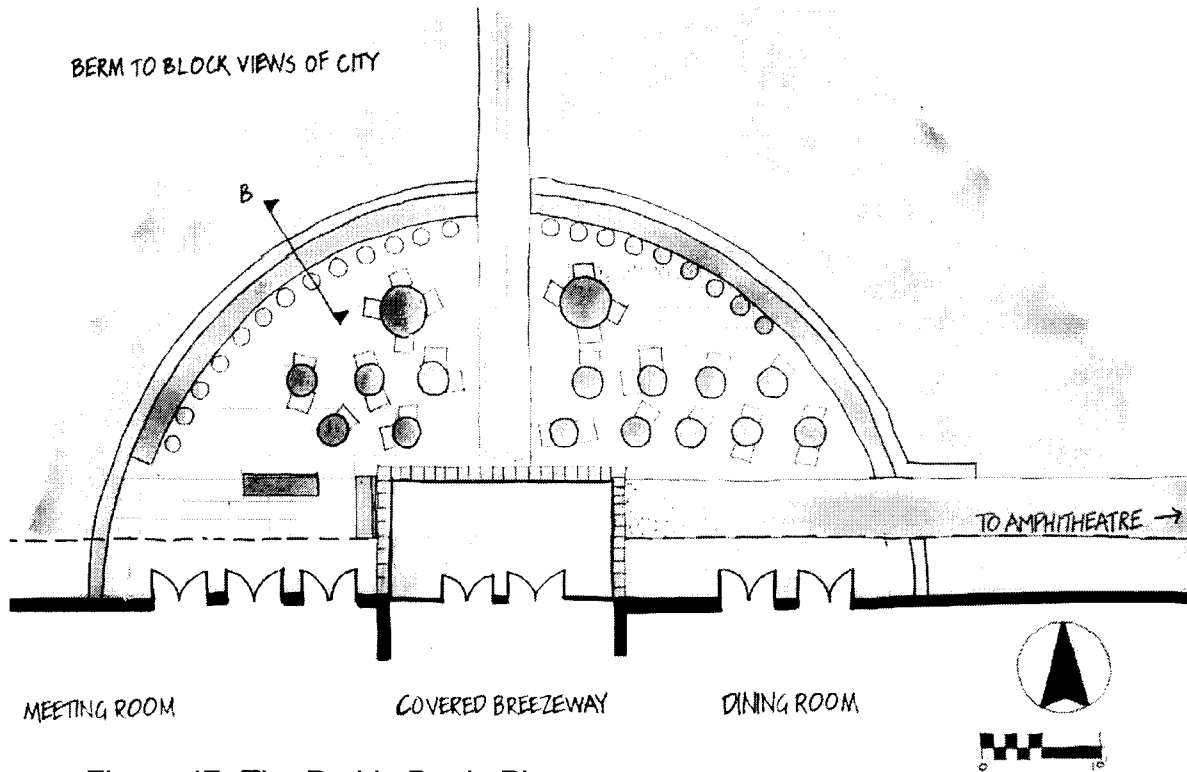 BERM TO BLOCK VIEWS OF CITY
B
TO AMPHITHEATRE →
MEETING ROOM
COVERED BREEZEWAY
DINING ROOM
0
10